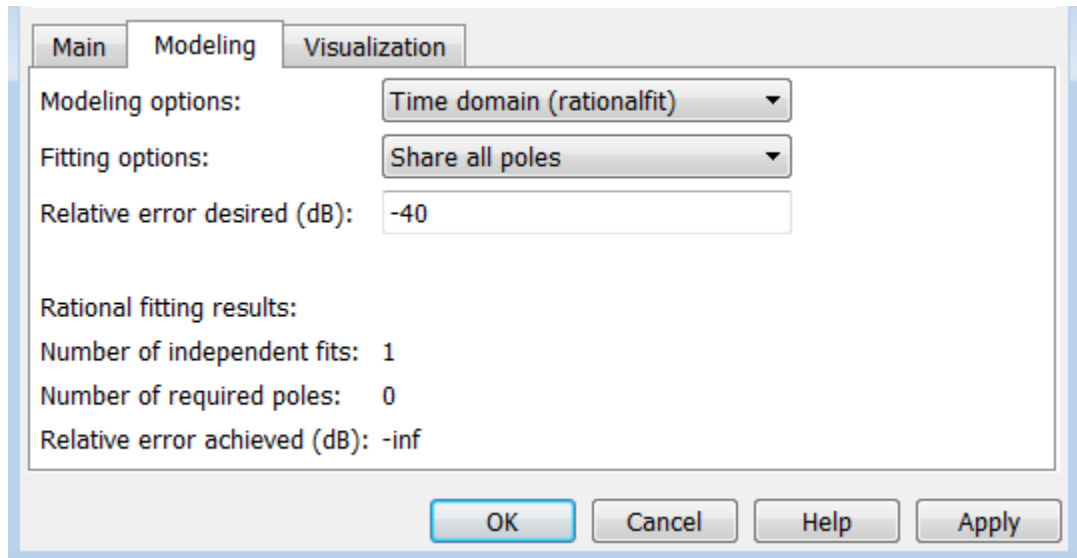 Main Modeling Visualization
Modeling options: Time domain (rationalfit)
Fitting options: Share all poles
Relative error desired (dB): -40
Rational fitting results:
Number of independent fits: 1
Number of required poles: 0
Relative error achieved (dB): -inf
OK Cancel Help Apply